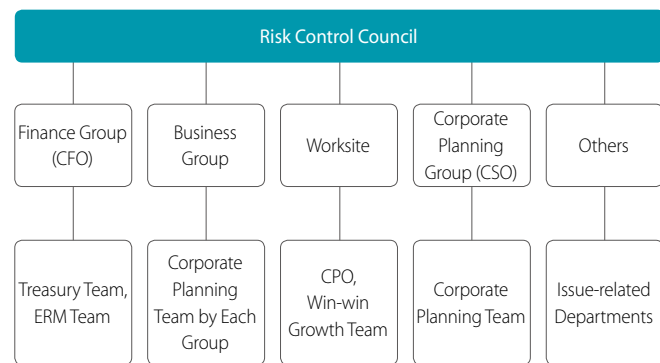 Risk Control Council
Finance Group
(CFO)
Business
Group
Worksite
Corporate
Planning
Group (CSO)
Others
Treasury Team,
ERM Team
Corporate
Planning
Team by Each
Group
CPO,
Win-win
Growth Team
Corporate
Planning Team
Issue-related
Departments